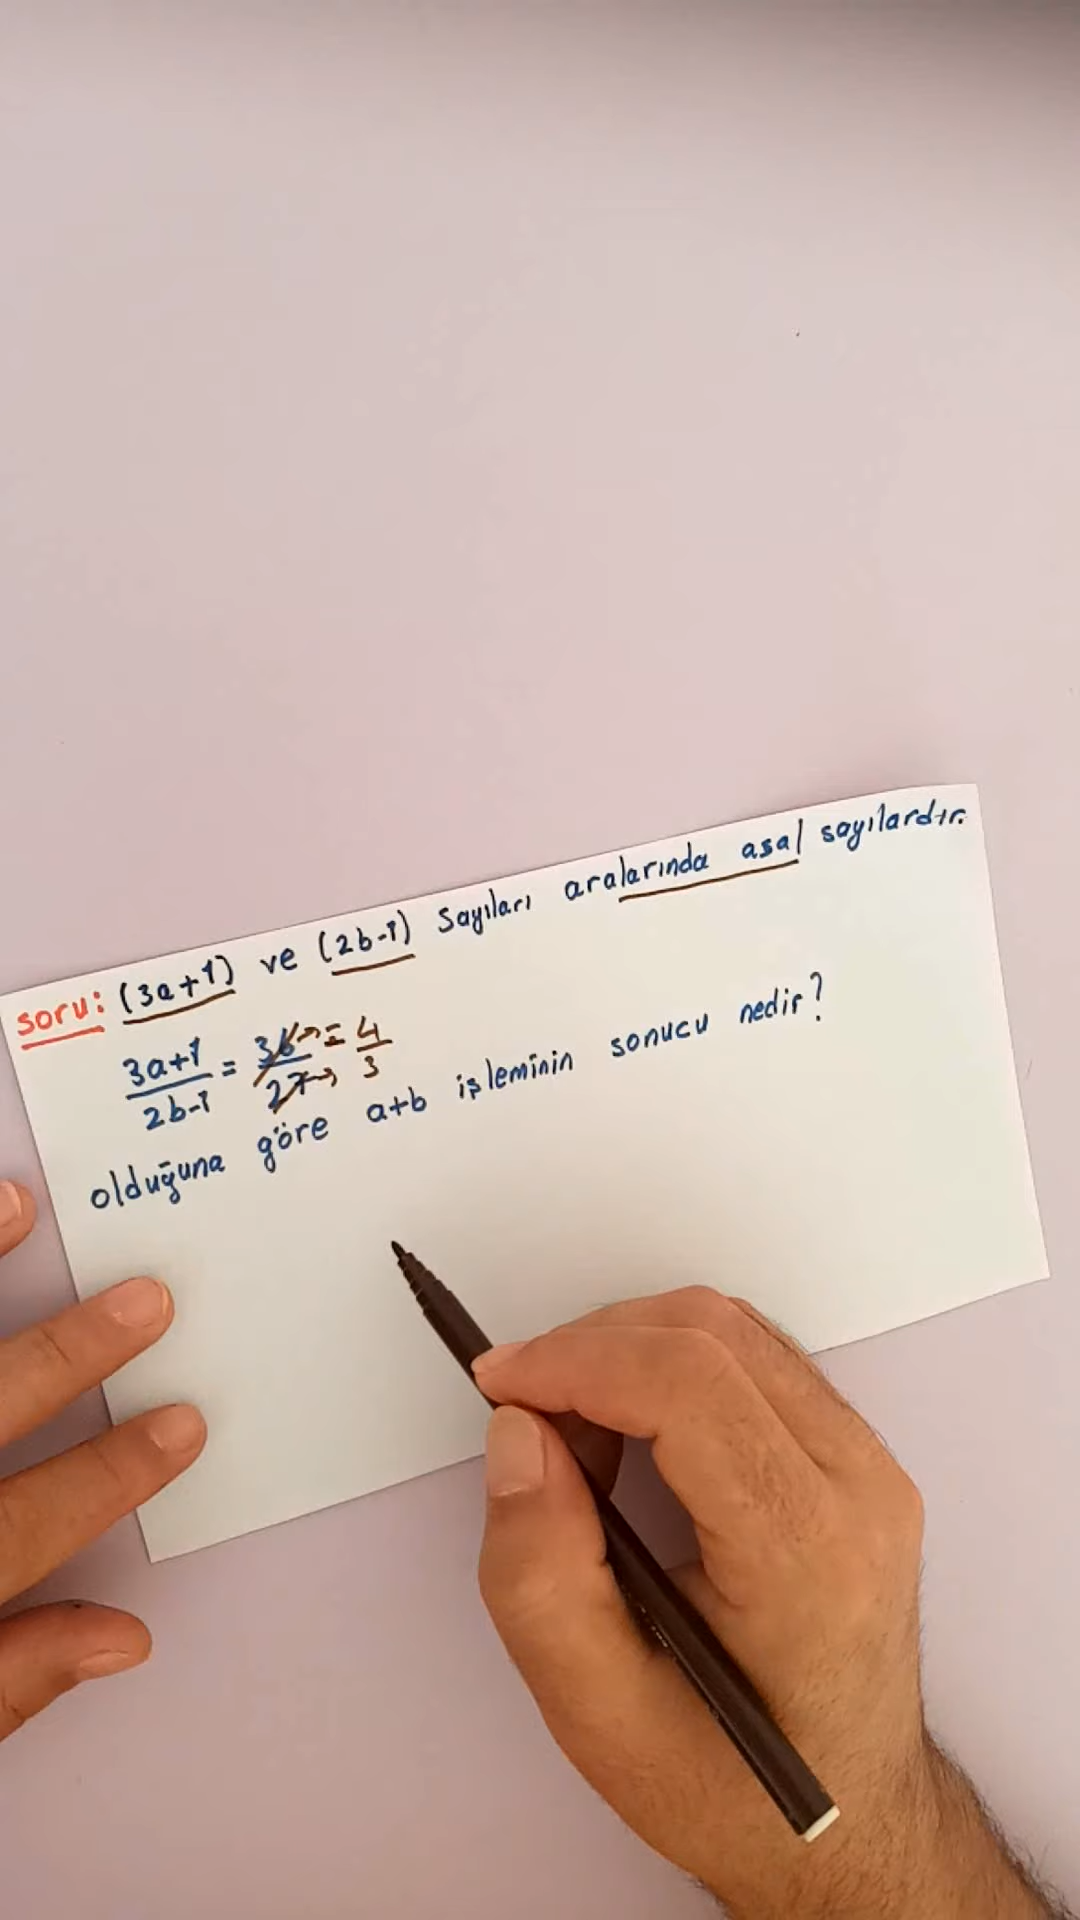 soru: (3a+1) ve (2b-1) sayıları aralarında asal sayılardır.
3a+1/2b-1 = 36/27 = 4/3
olduğuna göre a+b işleminin sonucu nedir?